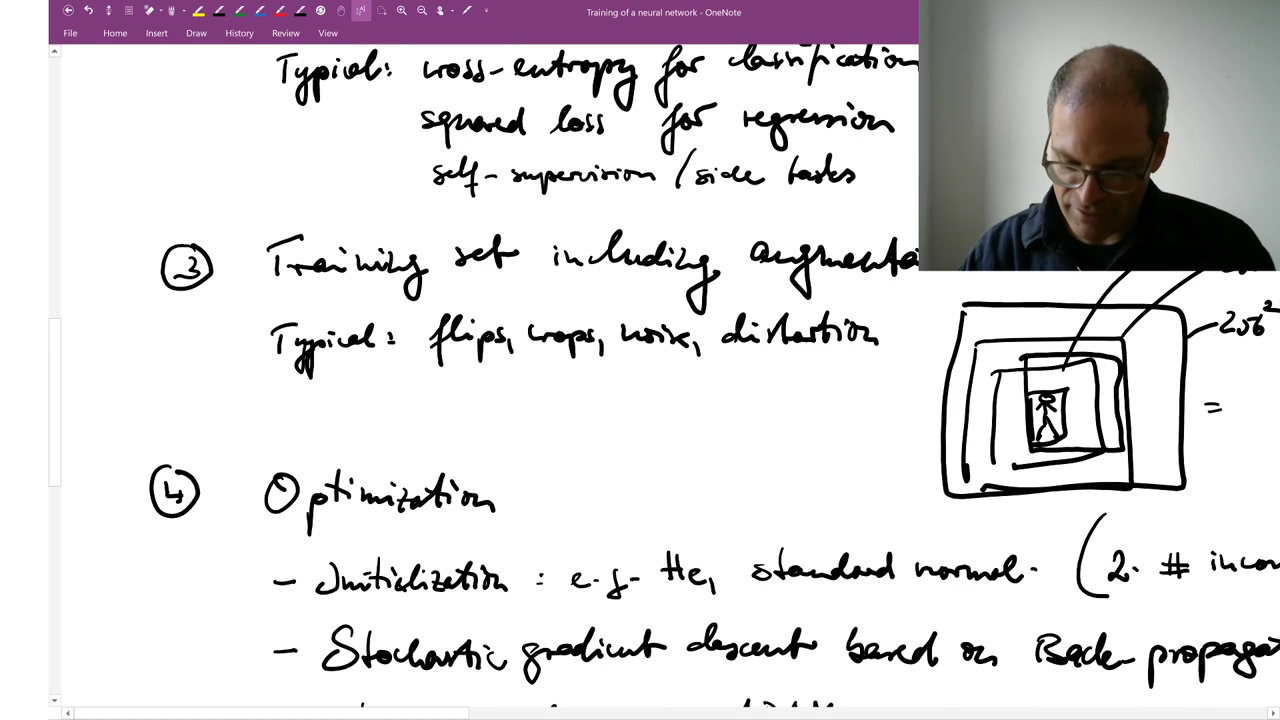 Training of a neural network - OneNote
File Home Insert Draw History Review View
Typical: cross-entropy for classification
squared loss for regression
self-supervision / side tasks
3 Training set including augmenta
Typical: flips, crops, noise, distortion
256²
=
4 Optimization
- Initialization : e.g. He, standard normal. (2. # incom
- Stochastic gradient descent based on Back-propaga